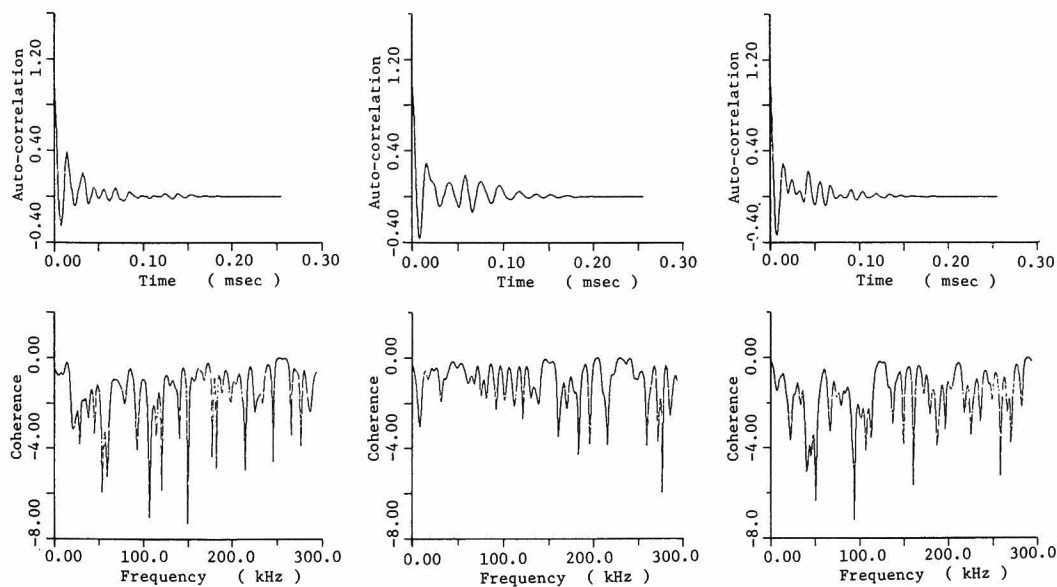 Auto-correlation
1.20
0.40
-0.40
0.00 0.10 0.20 0.30
Time ( msec )
Auto-correlation
1.20
0.40
-0.40
0.00 0.10 0.20 0.30
Time ( msec )
Auto-correlation
1.20
0.40
-0.40
0.00 0.10 0.20 0.30
Time ( msec )
Coherence
0.00
-4.00
-8.00
0.00 100.0 200.0 300.0
Frequency ( kHz )
Coherence
0.00
-4.00
-8.00
0.00 100.0 200.0 300.0
Frequency ( kHz )
Coherence
0.00
-4.00
-8.0
0.00 100.0 200.0 300.0
Frequency ( kHz )